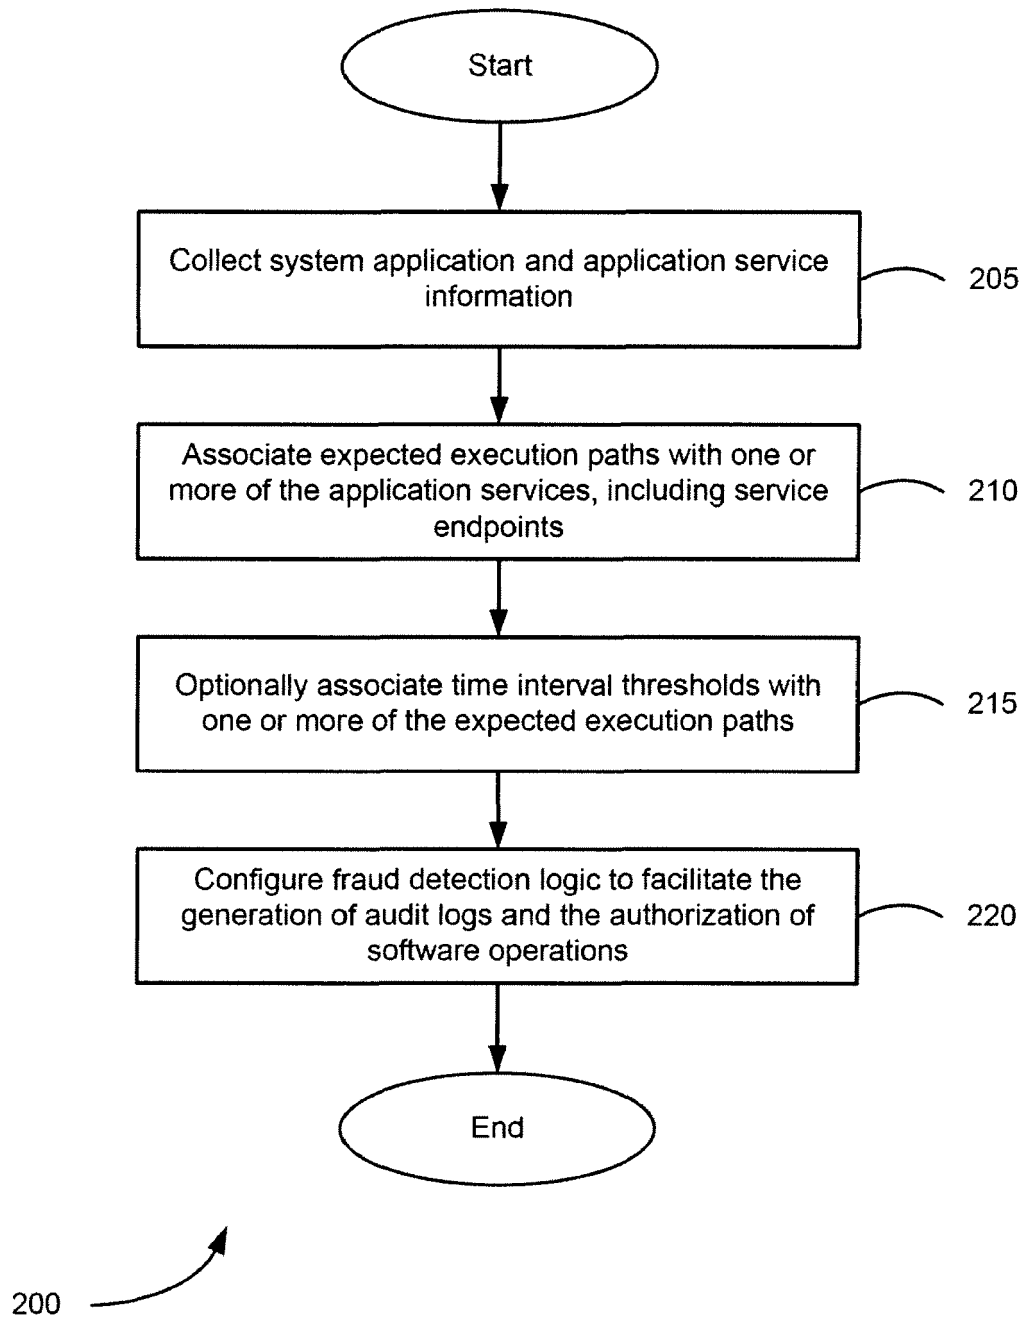 Start
Collect system application and application service
information
205
Associate expected execution paths with one or
more of the application services, including service
endpoints
210
Optionally associate time interval thresholds with
one or more of the expected execution paths
215
Configure fraud detection logic to facilitate the
generation of audit logs and the authorization of
software operations
220
End
200